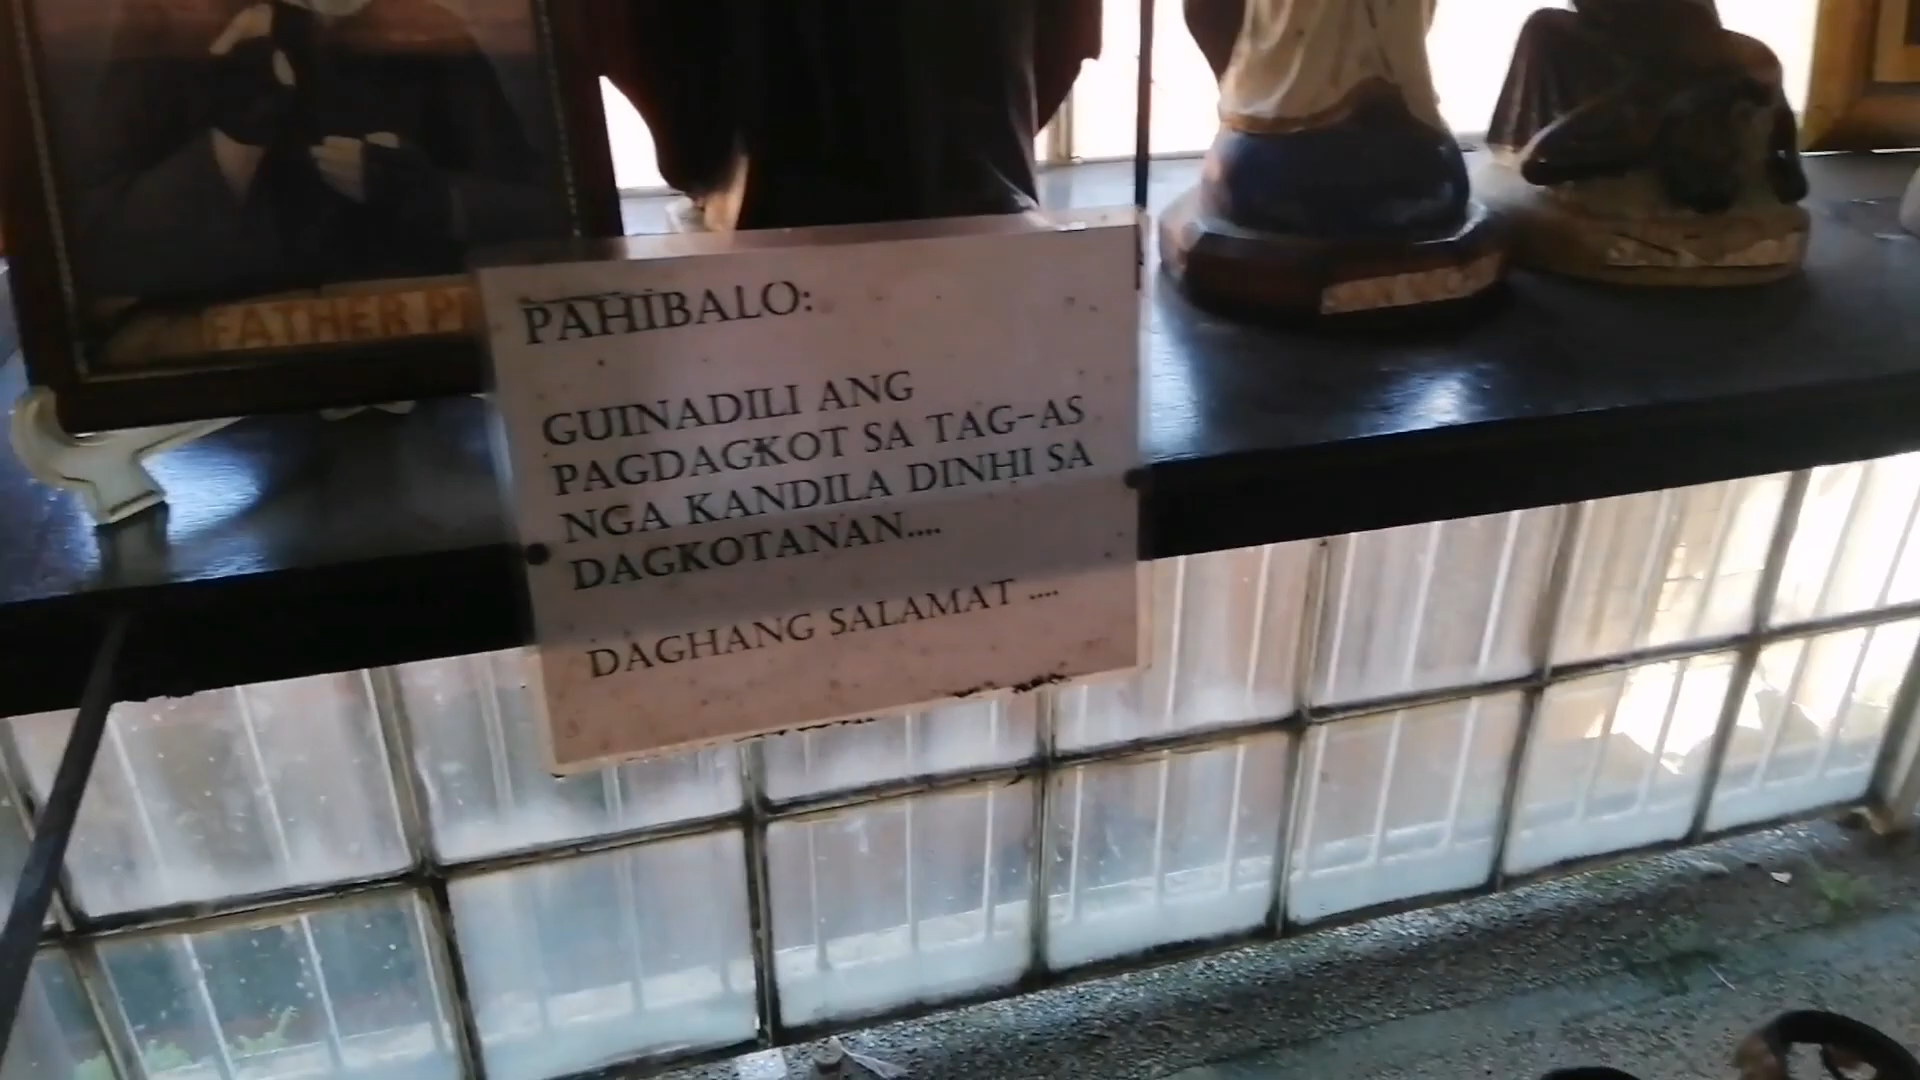 FATHER
PAHIBALO:
GUINADILI ANG
PAGDAGKOT SA TAG-AS
NGA KANDILA DINHI SA
DAGKOTANAN....
DAGHANG SALAMAT ....